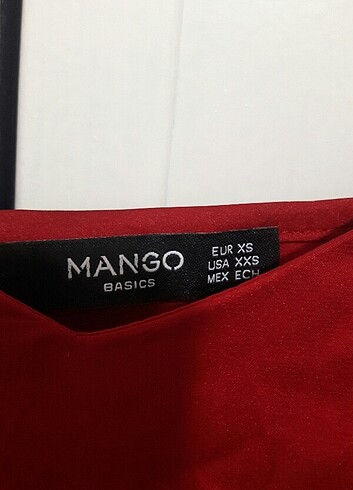 MANGO
BASICS
EUR XS
USA XXS
MEX ECH